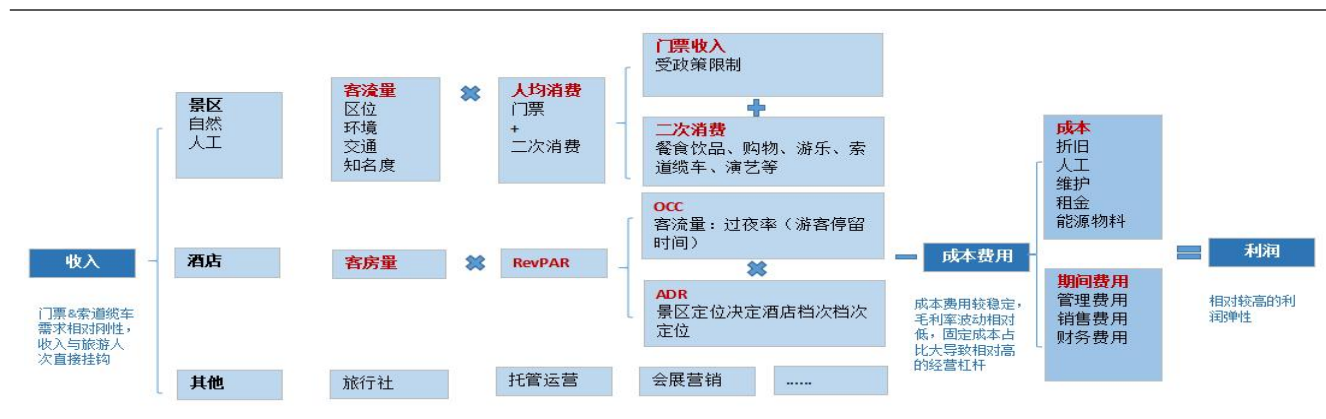 收入
门票&索道缆车
需求相对刚性，
收入与旅游人
次直接挂钩
景区
自然
人工
客流量
区位
环境
交通
知名度
人均消费
门票
+
二次消费
门票收入
受政策限制
二次消费
餐食饮品、购物、游乐、索
道缆车、演艺等
酒店
客房量
RevPAR
OCC
客流量：过夜率（游客停留
时间）
ADR
景区定位决定酒店档次档次
定位
其他
旅行社
托管运营
会展营销
……
成本费用
成本费用较稳定，
毛利率波动相对
低，固定成本占
比大导致相对高
的经营杠杆
成本
折旧
人工
维护
租金
能源物料
期间费用
管理费用
销售费用
财务费用
利润
相对较高的利
润弹性